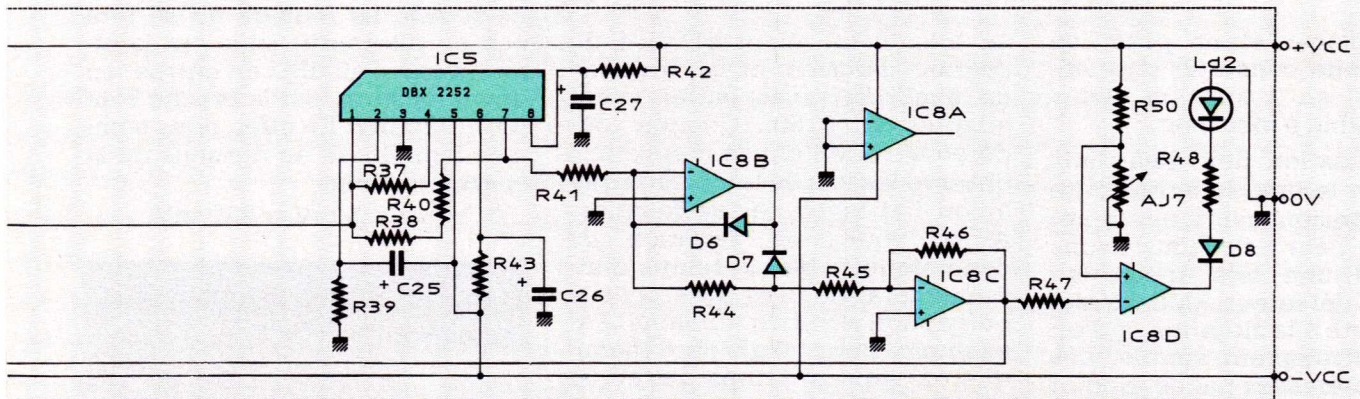 +VCC
IC5
Ld2
R42
DBX 2252
R50
C27
IC8A
1 2 3 4 5 6 7 8
IC8B
R48
R37
R41
R40
AJ7
0V
R38
R46
D6
D8
R43
D7
R45
IC8C
C25
C26
R47
R39
R44
IC8D
-VCC